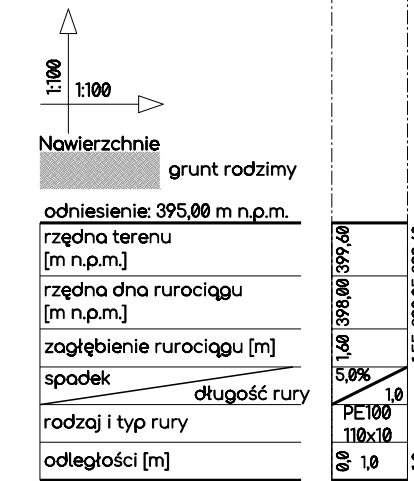 1:100
1:100
Nawierzchnie
grunt rodzimy
odniesienie: 395,00 m n.p.m.
rzędna terenu
[m n.p.m.]
399,60
rzędna dna rurociągu
[m n.p.m.]
398,00
zagłębienie rurociągu [m]
1,60
spadek
długość rury
5,0%
1,0
rodzaj i typ rury
PE100
110x10
odległości [m]
0,0
1,0